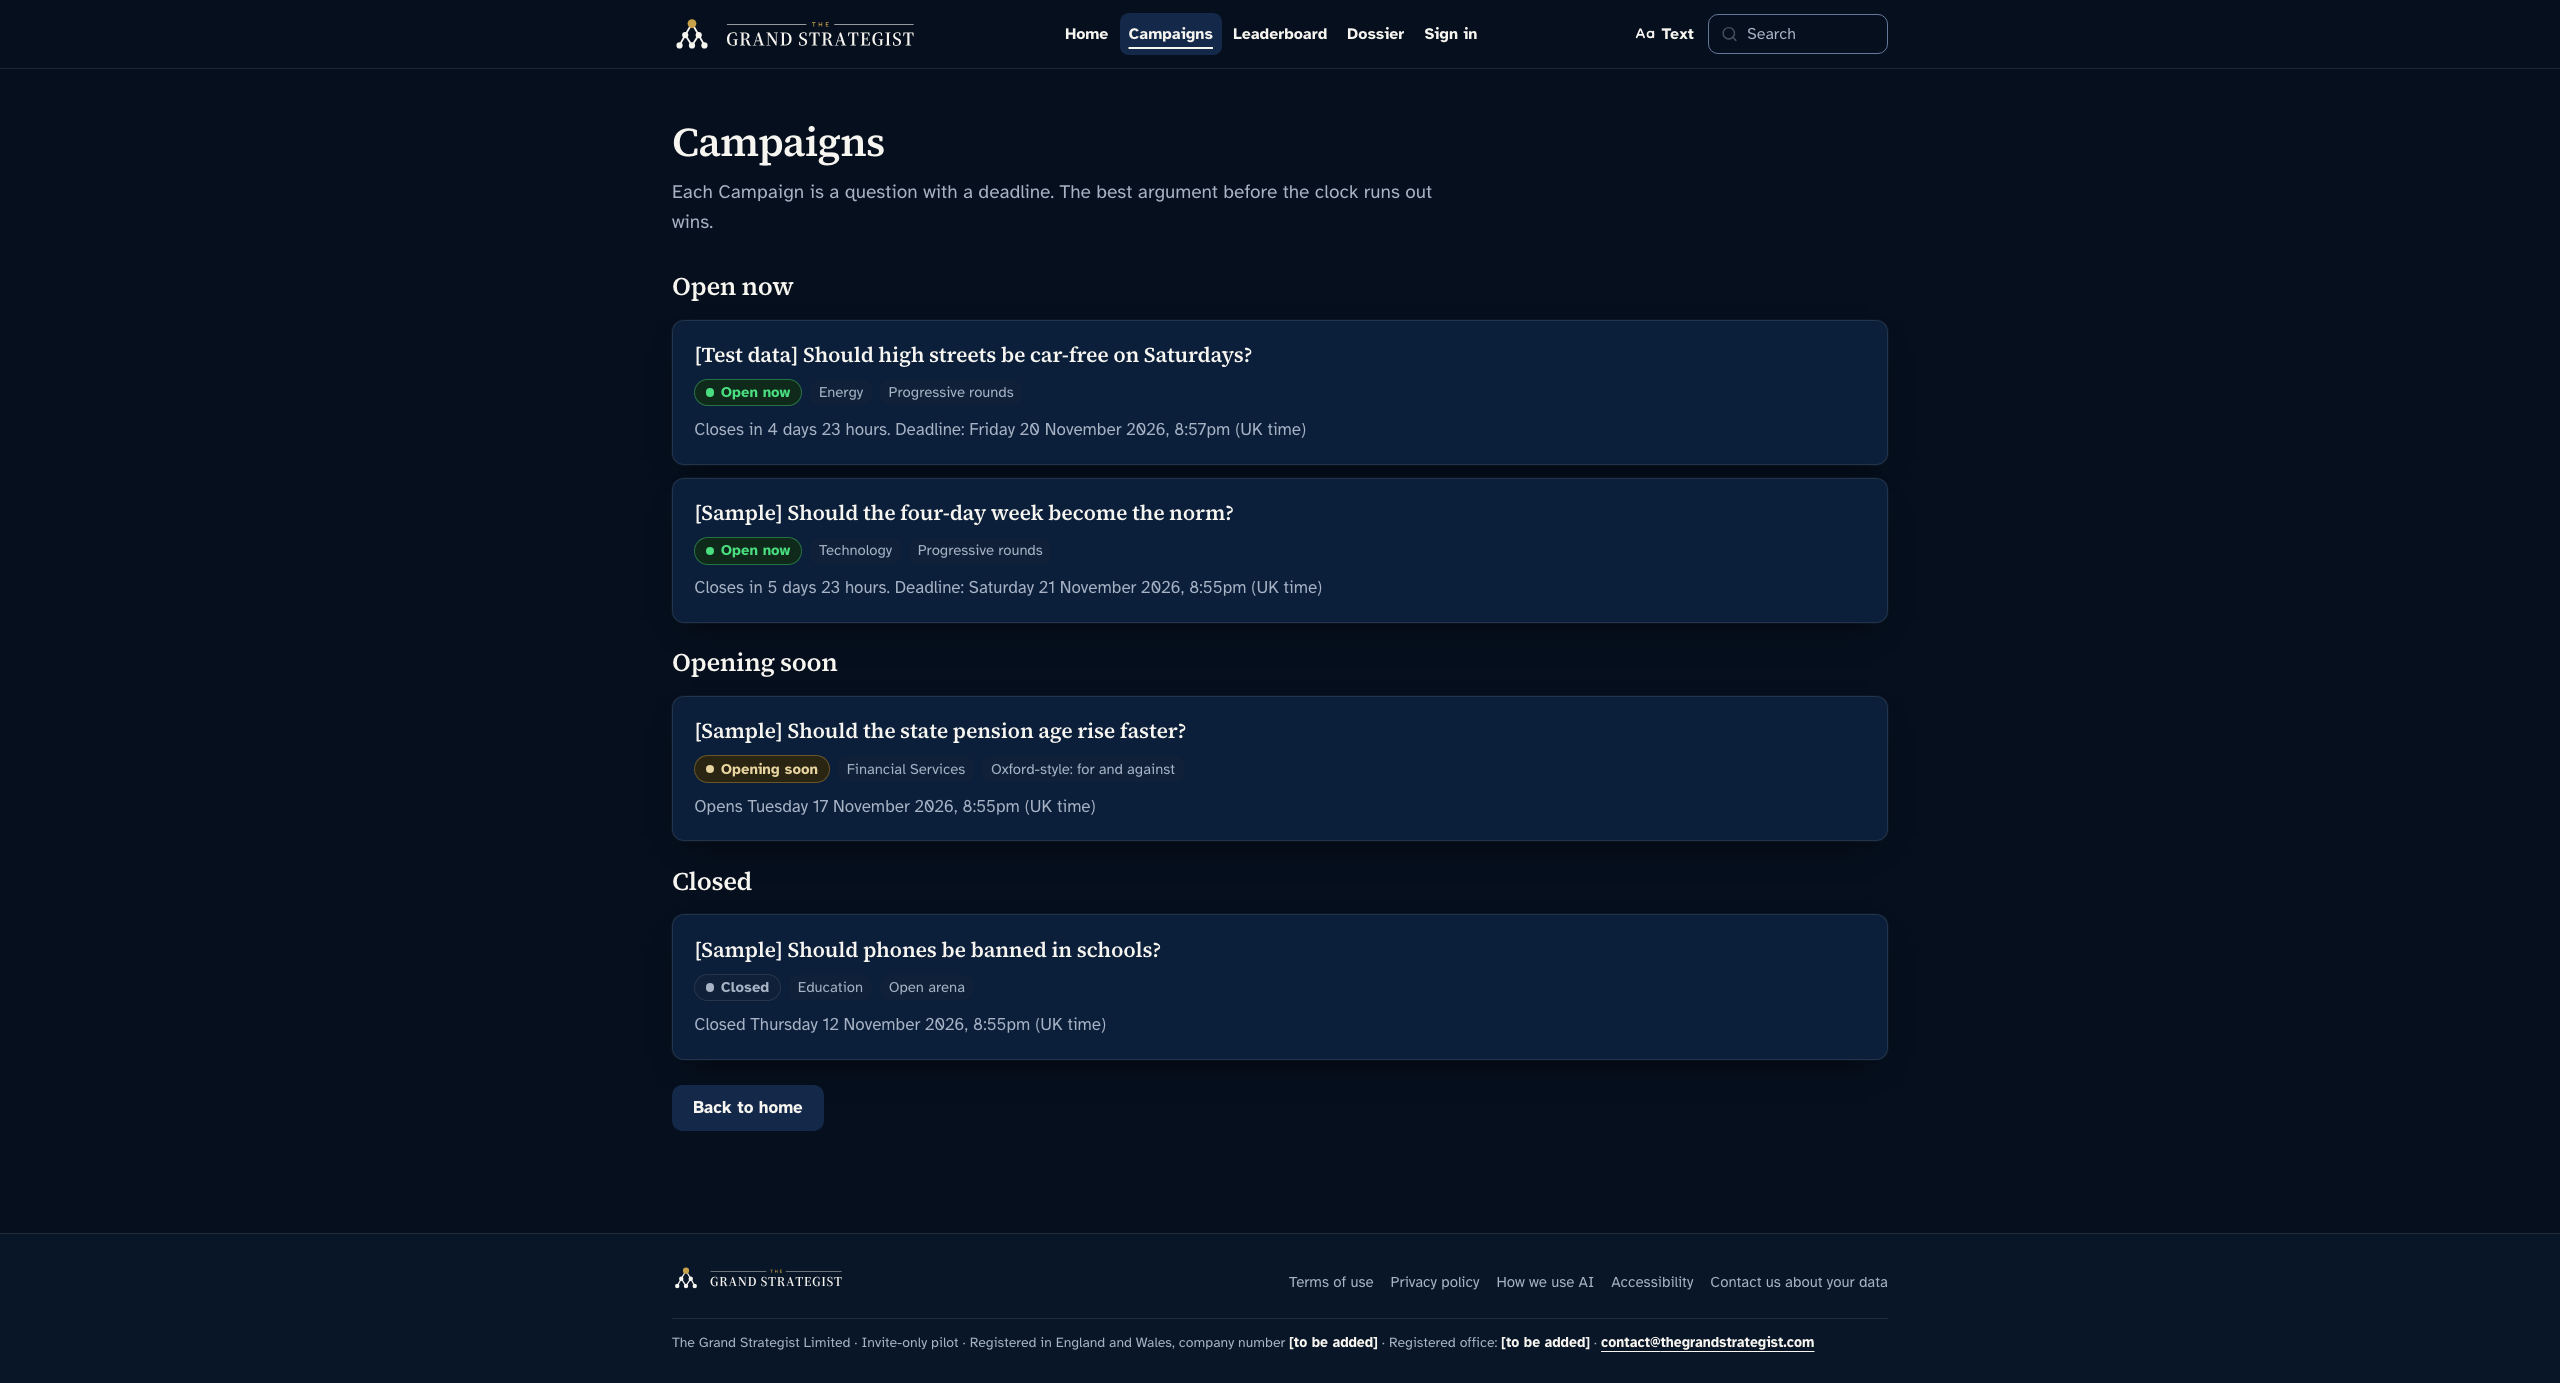 THE
GRAND STRATEGIST
Home
Campaigns
Leaderboard
Dossier
Sign in
Aa Text
Search
Campaigns
Each Campaign is a question with a deadline. The best argument before the clock runs out
wins.
Open now
[Test data] Should high streets be car-free on Saturdays?
Open now
Energy
Progressive rounds
Closes in 4 days 23 hours. Deadline: Friday 20 November 2026, 8:57pm (UK time)
[Sample] Should the four-day week become the norm?
Open now
Technology
Progressive rounds
Closes in 5 days 23 hours. Deadline: Saturday 21 November 2026, 8:55pm (UK time)
Opening soon
[Sample] Should the state pension age rise faster?
Opening soon
Financial Services
Oxford-style: for and against
Opens Tuesday 17 November 2026, 8:55pm (UK time)
Closed
[Sample] Should phones be banned in schools?
Closed
Education
Open arena
Closed Thursday 12 November 2026, 8:55pm (UK time)
Back to home
THE
GRAND STRATEGIST
Terms of use
Privacy policy
How we use AI
Accessibility
Contact us about your data
The Grand Strategist Limited · Invite-only pilot · Registered in England and Wales, company number [to be added] · Registered office: [to be added] · contact@thegrandstrategist.com